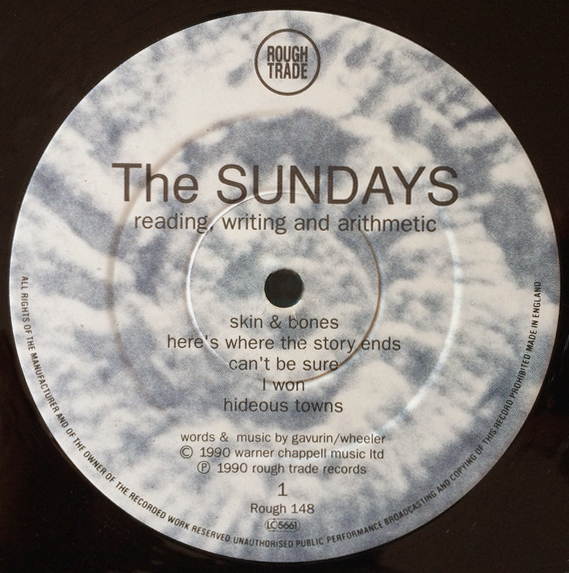 ROUGH
TRADE
The SUNDAYS
reading, writing and arithmetic
skin & bones
here's where the story ends
can't be sure
I won
hideous towns
words & music by gavurin/wheeler
© 1990 warner chappell music ltd
℗ 1990 rough trade records
1
Rough 148
LC 5661
ALL RIGHTS OF THE MANUFACTURER AND OF THE OWNER OF THE RECORDED WORK RESERVED UNAUTHORISED PUBLIC PERFORMANCE BROADCASTING AND COPYING OF THIS RECORD PROHIBITED MADE IN ENGLAND